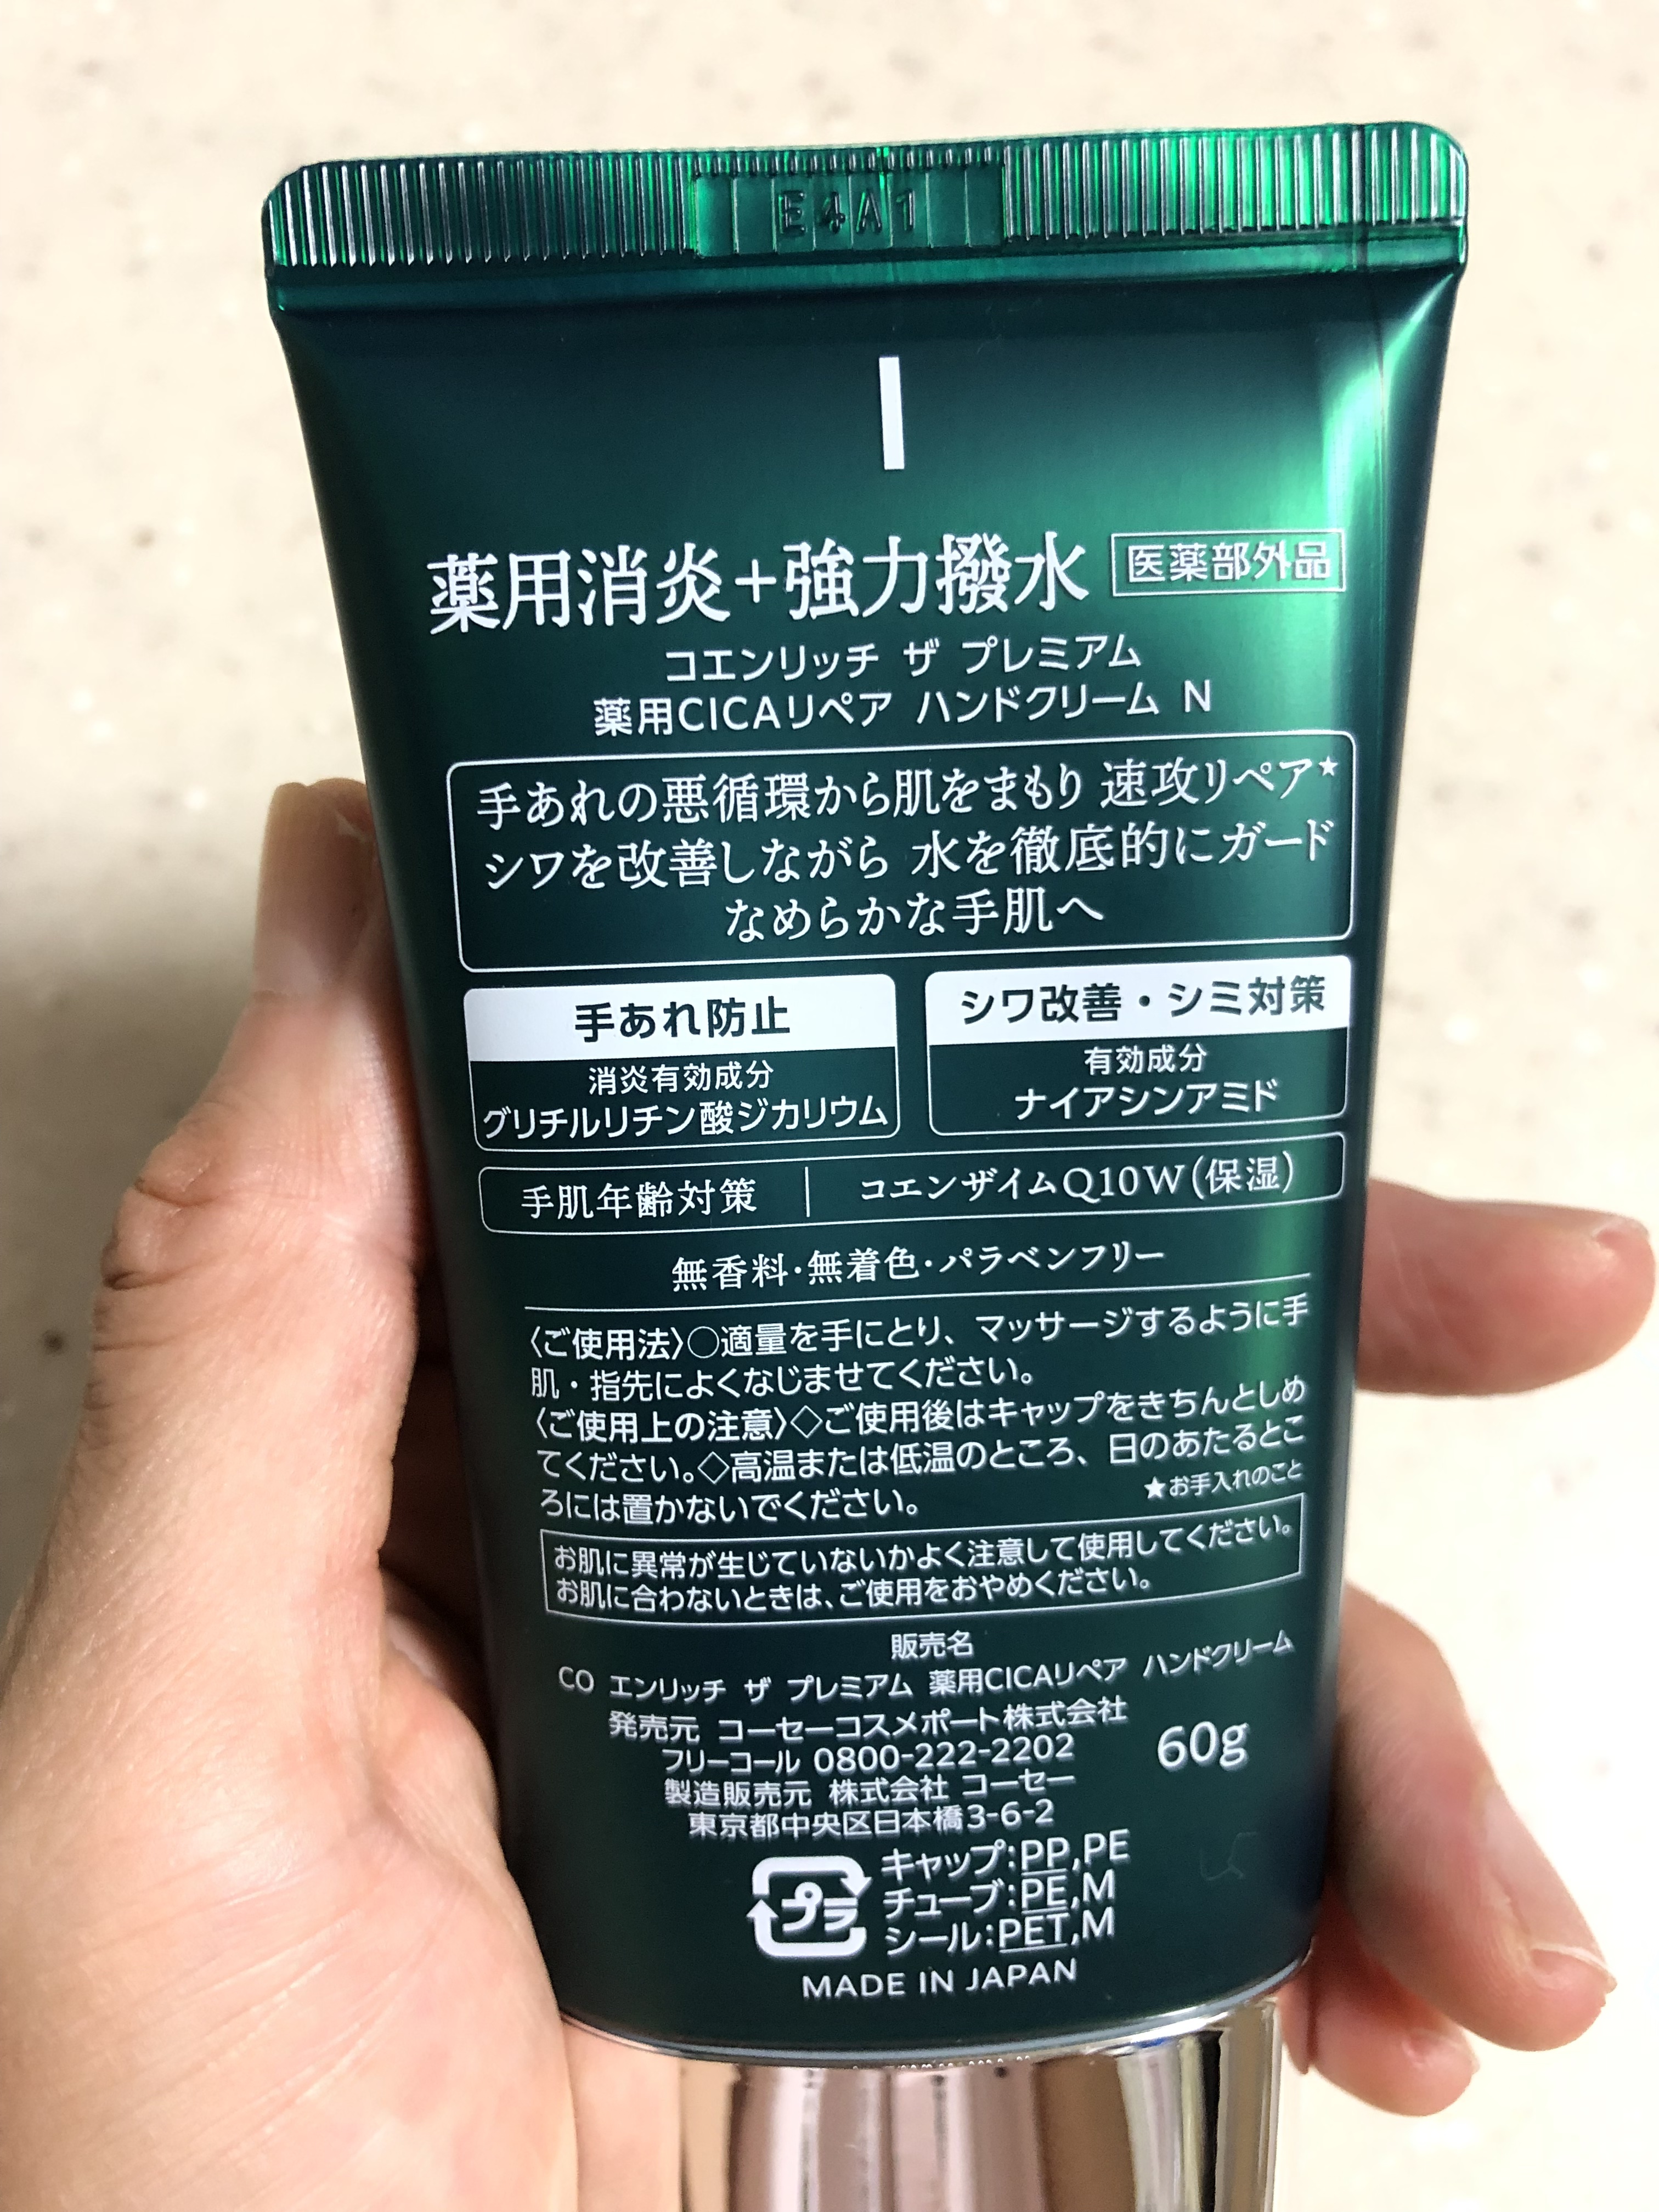 E4A1
薬用消炎+強力撥水 医薬部外品
コエンリッチ ザ プレミアム
薬用CICAリペア ハンドクリーム N
手あれの悪循環から肌をまもり 速攻リペア★
シワを改善しながら 水を徹底的にガード
なめらかな手肌へ
手あれ防止
消炎有効成分
グリチルリチン酸ジカリウム
シワ改善・シミ対策
有効成分
ナイアシンアミド
手肌年齢対策 | コエンザイムQ10W(保湿)
無香料・無着色・パラベンフリー
〈ご使用法〉○適量を手にとり、マッサージするように手
肌・指先によくなじませてください。
〈ご使用上の注意〉◇ご使用後はキャップをきちんとしめ
てください。◇高温または低温のところ、日のあたるとこ
ろには置かないでください。
★お手入れのこと
お肌に異常が生じていないかよく注意して使用してください。
お肌に合わないときは、ご使用をおやめください。
販売名
CO エンリッチ ザ プレミアム 薬用CICAリペア ハンドクリーム
発売元 コーセーコスメポート株式会社
フリーコール 0800-222-2202
60g
製造販売元 株式会社 コーセー
東京都中央区日本橋3-6-2
プラ
キャップ:PP,PE
チューブ:PE,M
シール:PET,M
MADE IN JAPAN